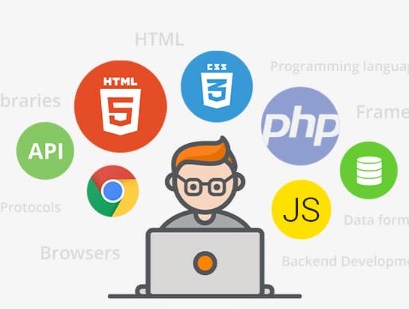 HTML
CSS
3
HTML
5
Programming languag
braries
php
Frame
API
JS
Protocols
Data form
Browsers
Backend Developme